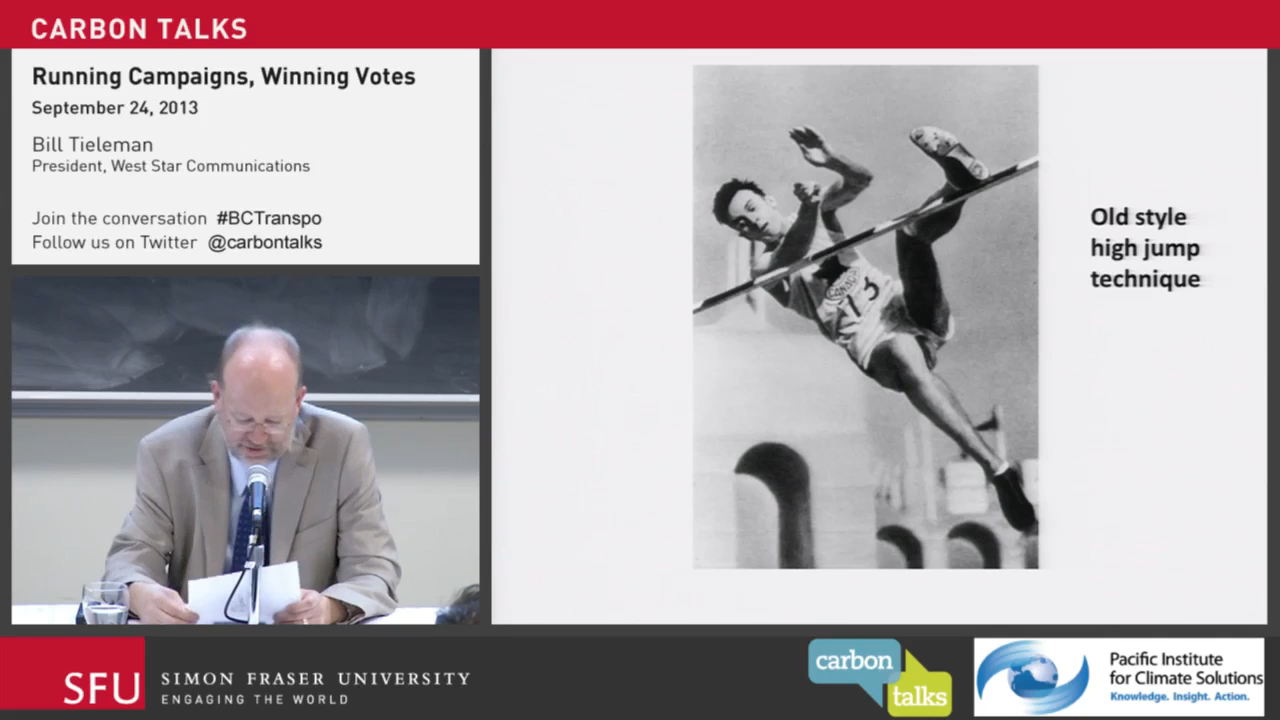 CARBON TALKS
Running Campaigns, Winning Votes
September 24, 2013
Bill Tieleman
President, West Star Communications
Join the conversation #BCTranspo
Follow us on Twitter @carbontalks
Old style
high jump
technique
SFU
SIMON FRASER UNIVERSITY
ENGAGING THE WORLD
carbon
talks
Pacific Institute
for Climate Solutions
Knowledge. Insight. Action.